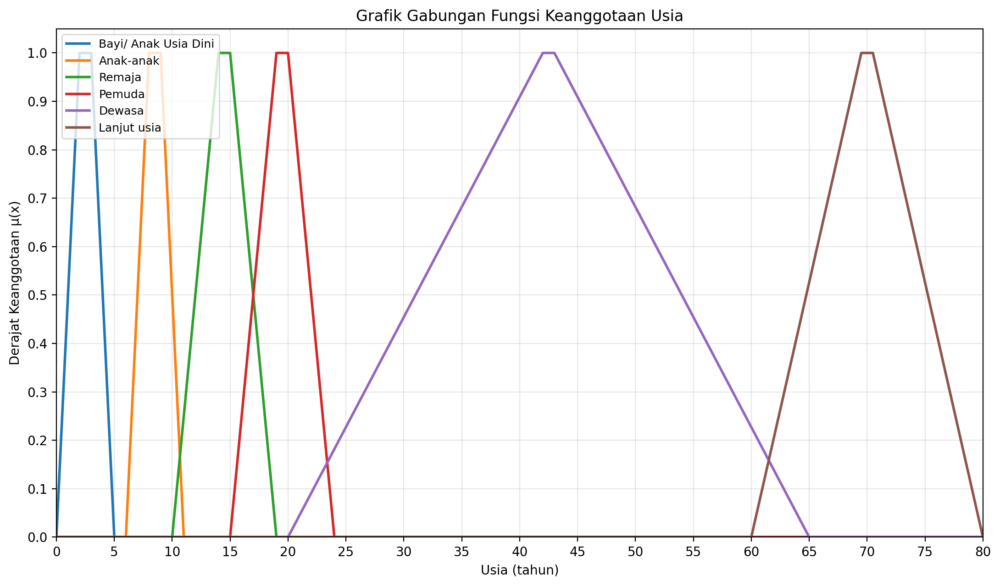 Grafik Gabungan Fungsi Keanggotaan Usia
Bayi/ Anak Usia Dini
Anak-anak
Remaja
Pemuda
Dewasa
Lanjut usia
Derajat Keanggotaan μ(x)
1.0
0.9
0.8
0.7
0.6
0.5
0.4
0.3
0.2
0.1
0.0
0 5 10 15 20 25 30 35 40 45 50 55 60 65 70 75 80
Usia (tahun)